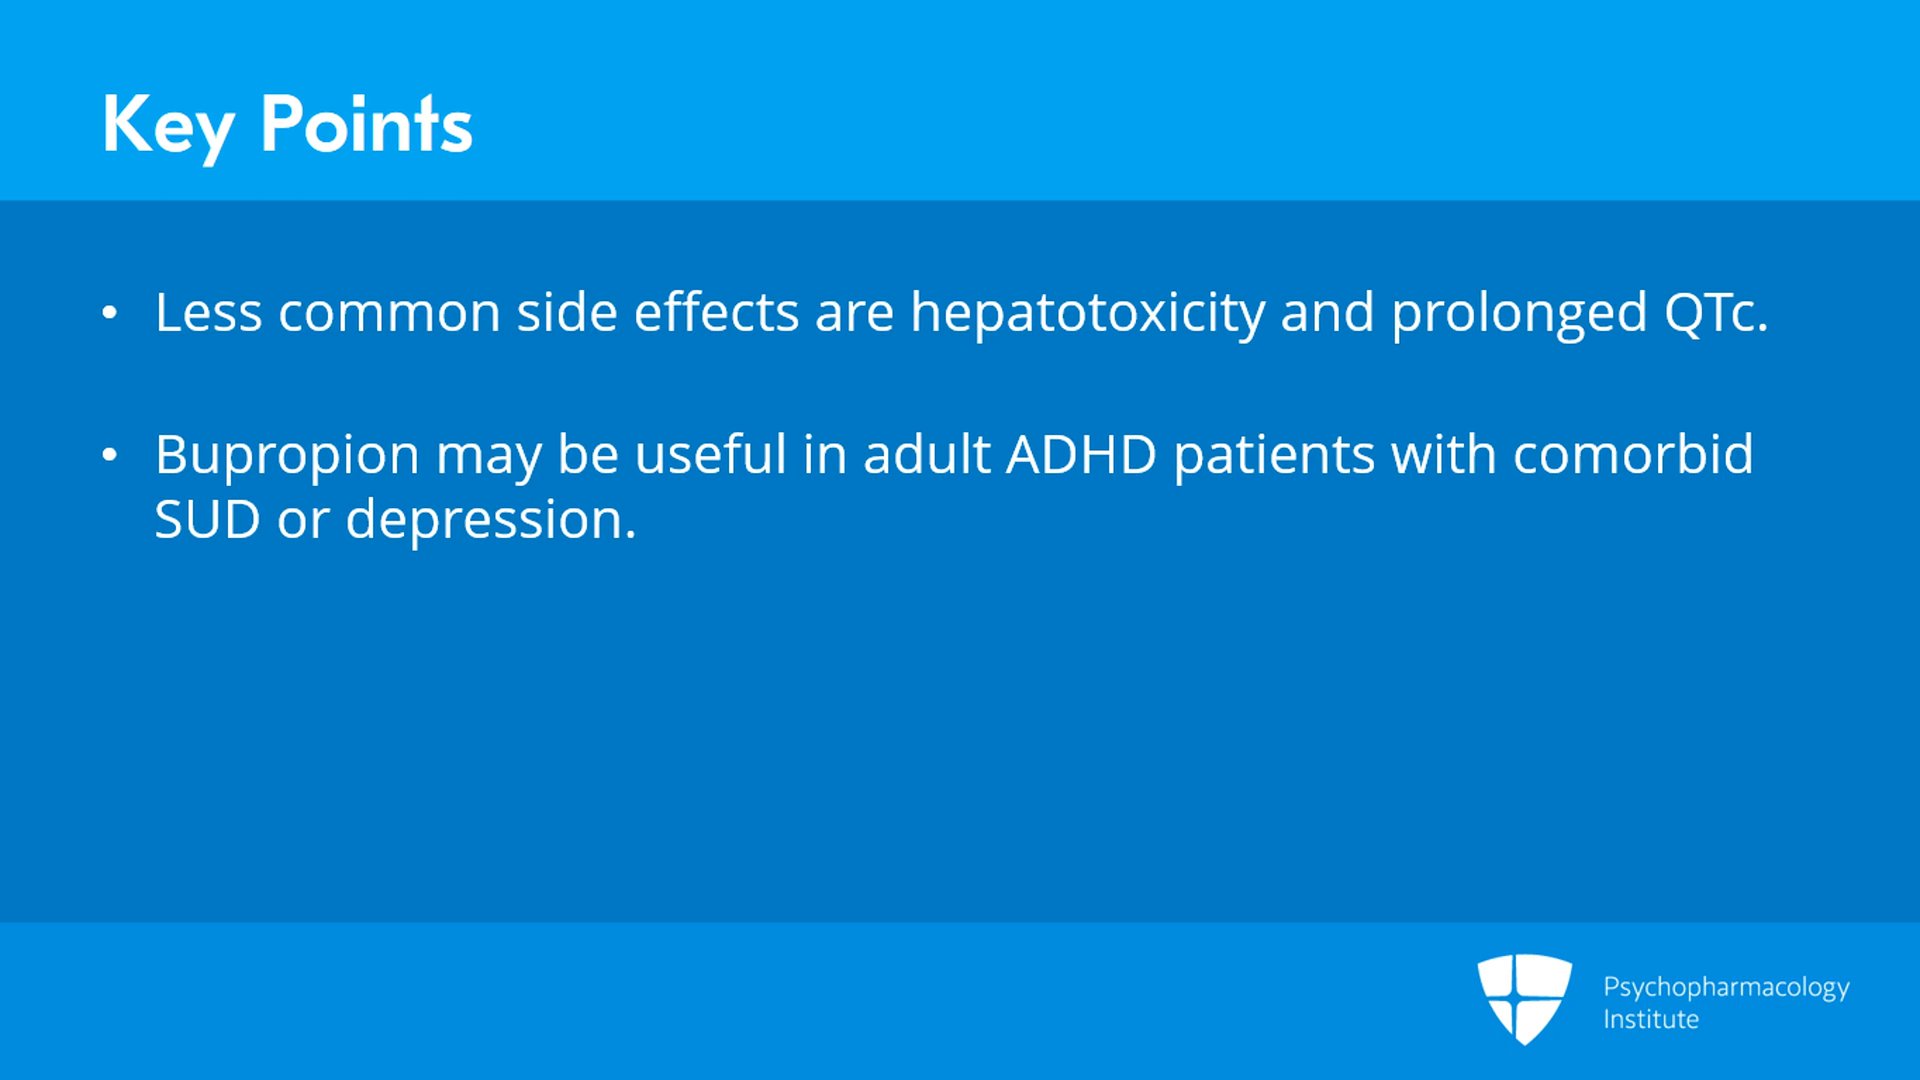 Key Points
• Less common side effects are hepatotoxicity and prolonged QTc.
• Bupropion may be useful in adult ADHD patients with comorbid
SUD or depression.
Psychopharmacology
Institute